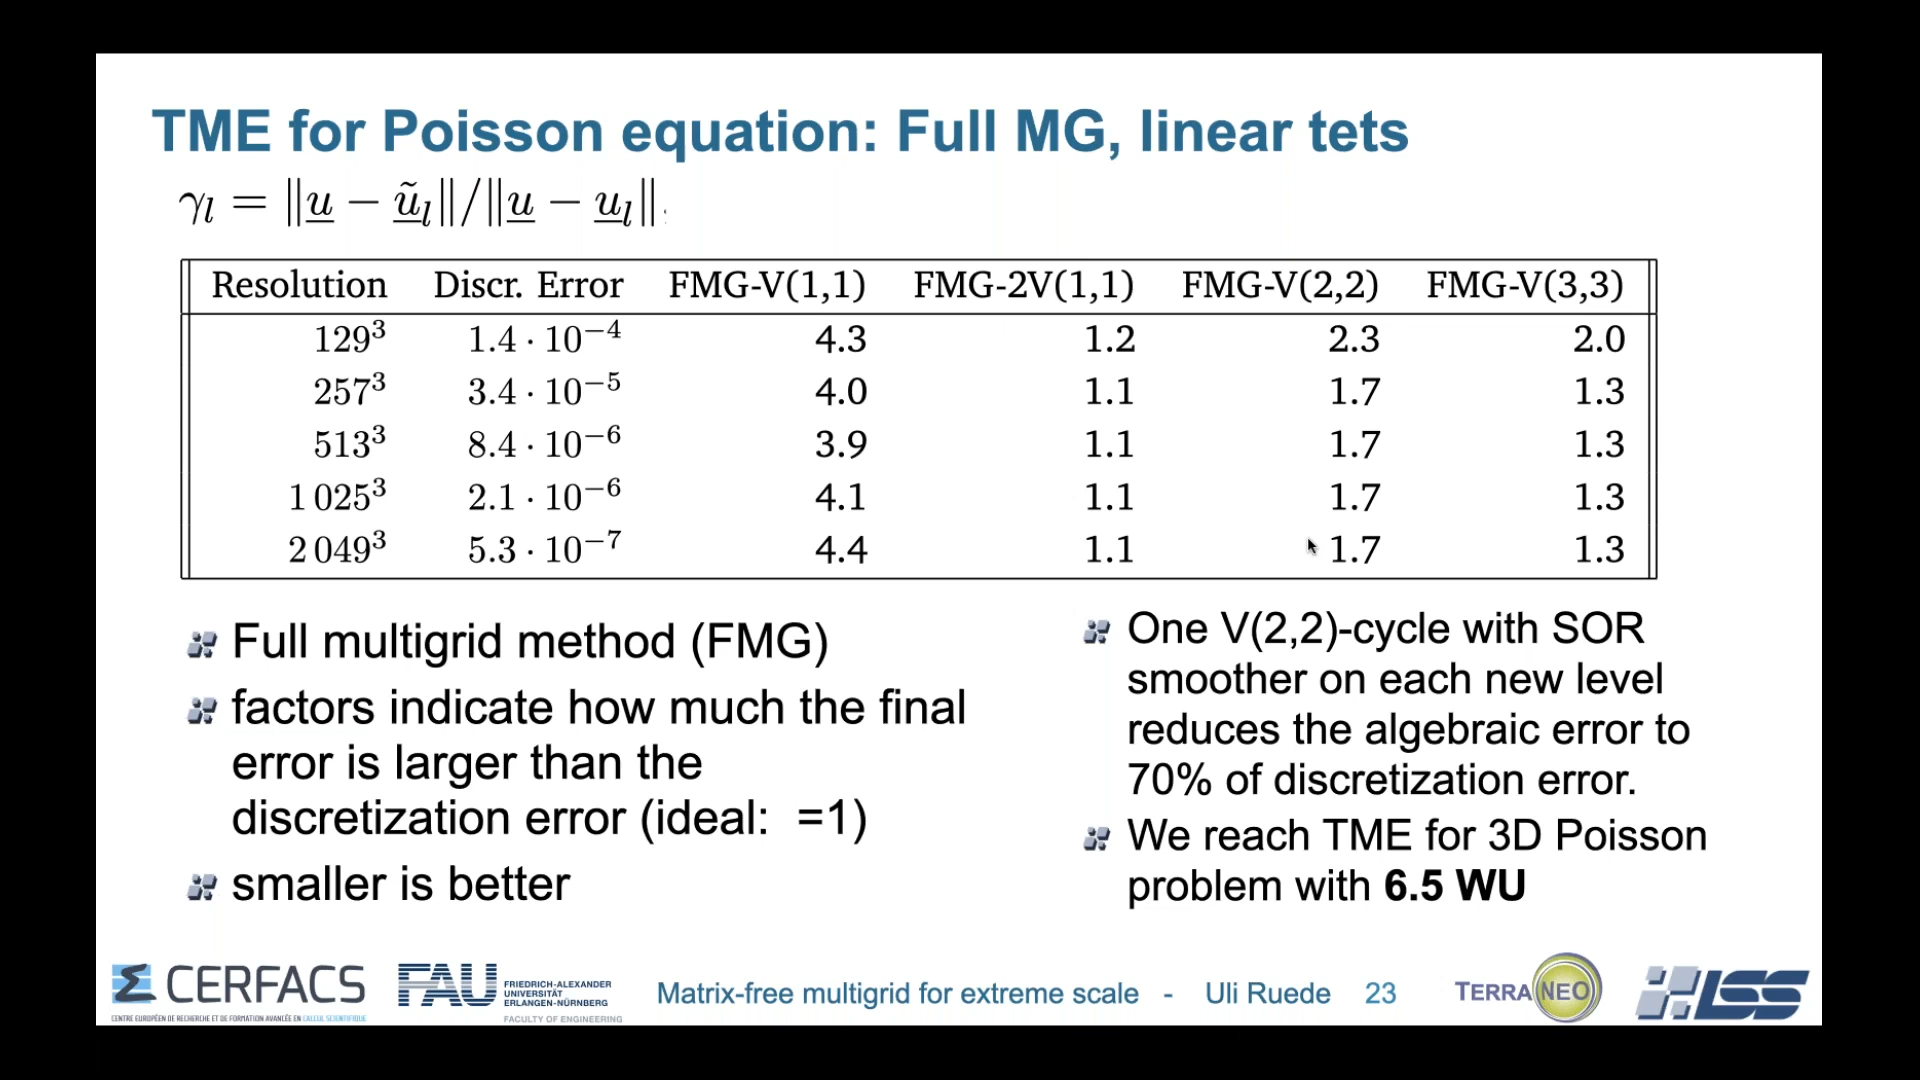 TME for Poisson equation: Full MG, linear tets
γ_l = ‖u − ũ_l‖/‖u − u_l‖
Resolution Discr. Error FMG-V(1,1) FMG-2V(1,1) FMG-V(2,2) FMG-V(3,3)
129³ 1.4 · 10⁻⁴ 4.3 1.2 2.3 2.0
257³ 3.4 · 10⁻⁵ 4.0 1.1 1.7 1.3
513³ 8.4 · 10⁻⁶ 3.9 1.1 1.7 1.3
1 025³ 2.1 · 10⁻⁶ 4.1 1.1 1.7 1.3
2 049³ 5.3 · 10⁻⁷ 4.4 1.1 1.7 1.3
Full multigrid method (FMG)
factors indicate how much the final
error is larger than the
discretization error (ideal: =1)
smaller is better
One V(2,2)-cycle with SOR
smoother on each new level
reduces the algebraic error to
70% of discretization error.
We reach TME for 3D Poisson
problem with 6.5 WU
CERFACS
CENTRE EUROPÉEN DE RECHERCHE ET DE FORMATION AVANCÉE EN CALCUL SCIENTIFIQUE
FAU
FRIEDRICH-ALEXANDER
UNIVERSITÄT
ERLANGEN-NÜRNBERG
FACULTY OF ENGINEERING
Matrix-free multigrid for extreme scale - Uli Ruede 23
TERRA NEO
LSS